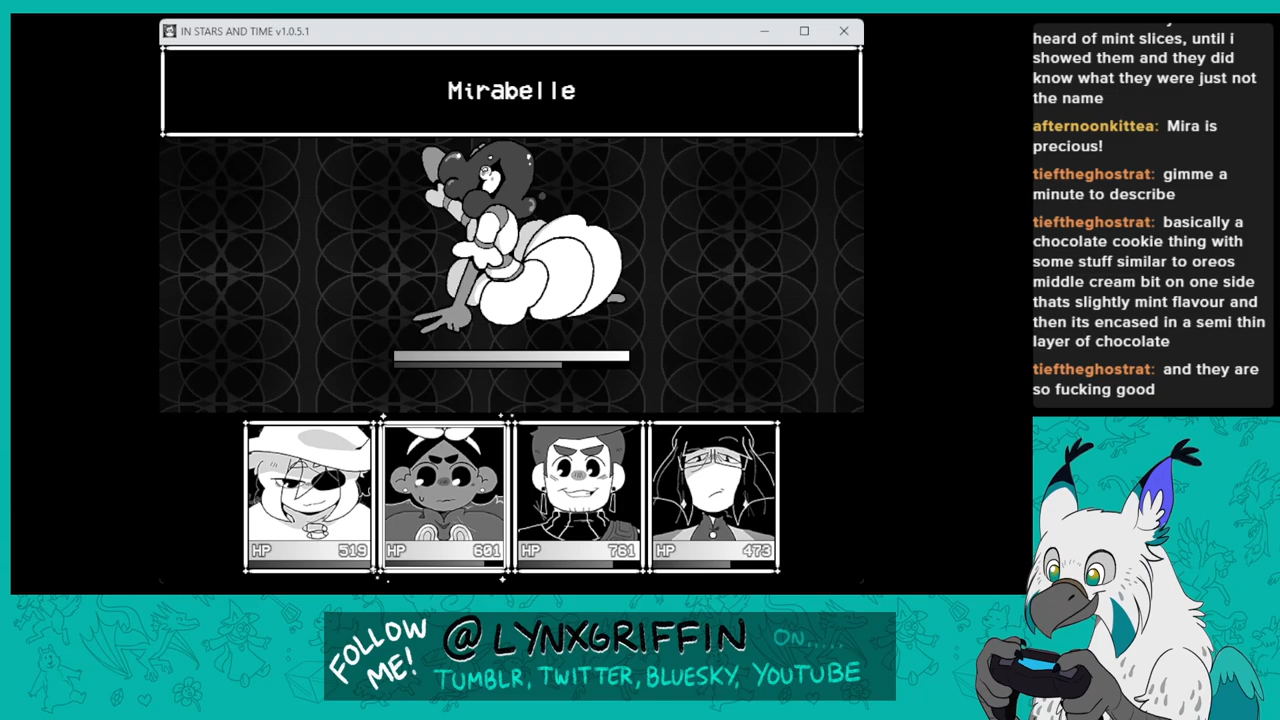 IN STARS AND TIME v1.0.5.1
Mirabelle
HP 519
HP 601
HP 781
HP 473
heard of mint slices, until i
showed them and they did
know what they were just not
the name
afternoonkittea: Mira is
precious!
tieftheghostrat: gimme a
minute to describe
tieftheghostrat: basically a
chocolate cookie thing with
some stuff similar to oreos
middle cream bit on one side
thats slightly mint flavour and
then its encased in a semi thin
layer of chocolate
tieftheghostrat: and they are
so fucking good
FOLLOW
ME!
@LYNXGRIFFIN ON.....
TUMBLR, TWITTER, BLUESKY, YOUTUBE